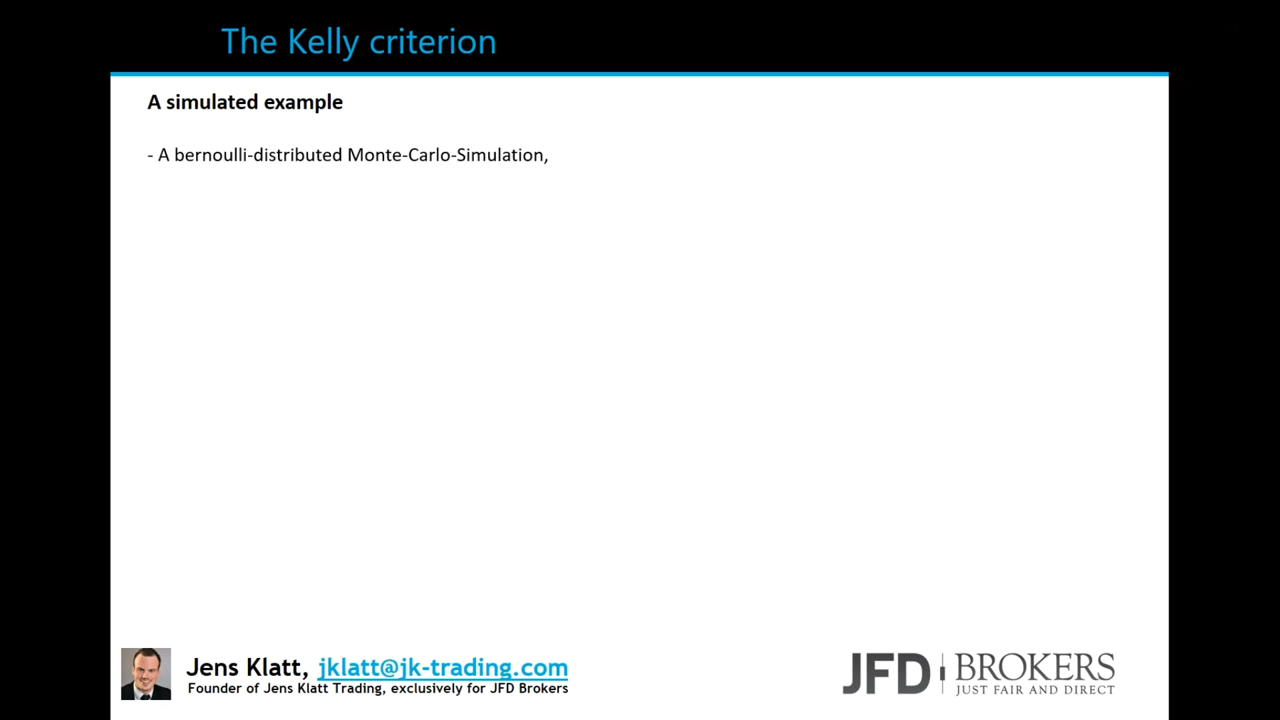 The Kelly criterion
A simulated example
- A bernoulli-distributed Monte-Carlo-Simulation,
Jens Klatt, jklatt@jk-trading.com
Founder of Jens Klatt Trading, exclusively for JFD Brokers
JFD BROKERS
JUST FAIR AND DIRECT